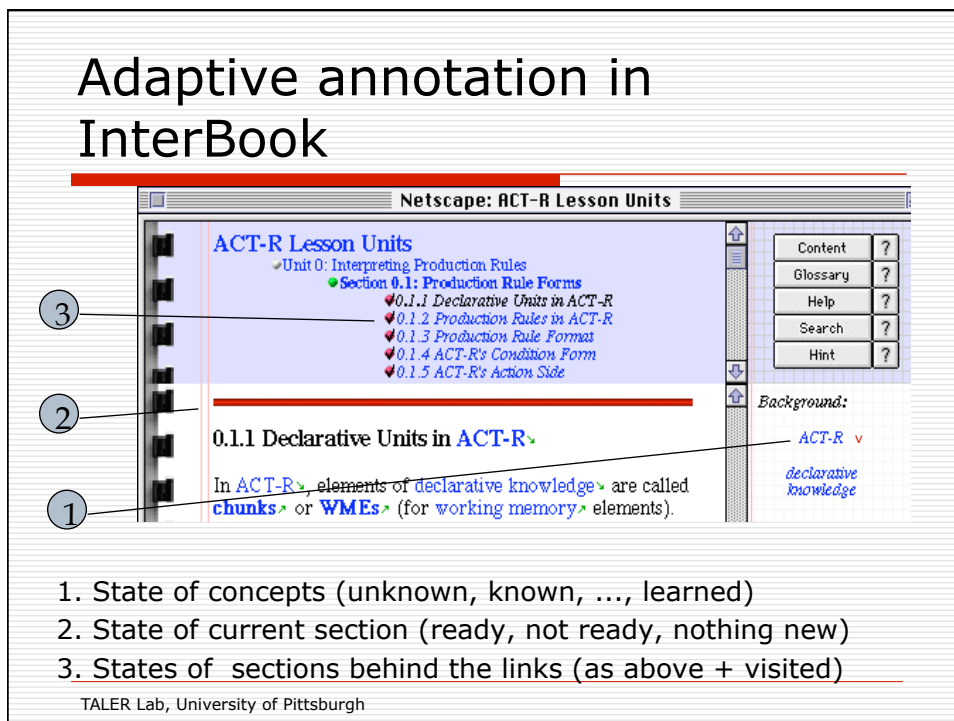 Adaptive annotation in
InterBook
Netscape: ACT-R Lesson Units
ACT-R Lesson Units
Unit 0: Interpreting Production Rules
Section 0.1: Production Rule Forms
0.1.1 Declarative Units in ACT-R
0.1.2 Production Rules in ACT-R
0.1.3 Production Rule Format
0.1.4 ACT-R's Condition Form
0.1.5 ACT-R's Action Side
Content ?
Glossary ?
Help ?
Search ?
Hint ?
3
2
1
0.1.1 Declarative Units in ACT-R
In ACT-R, elements of declarative knowledge are called
chunks or WMEs (for working memory elements).
Background:
ACT-R v
declarative
knowledge
1. State of concepts (unknown, known, ..., learned)
2. State of current section (ready, not ready, nothing new)
3. States of  sections behind the links (as above + visited)
TALER Lab, University of Pittsburgh